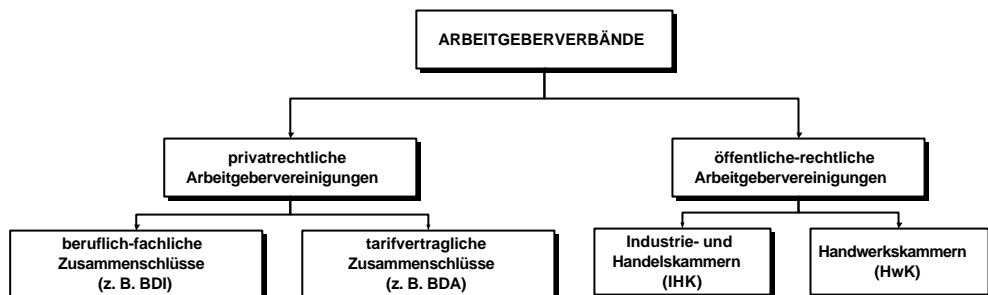 ARBEITGEBERVERBÄNDE
privatrechtliche
Arbeitgebervereinigungen
öffentliche-rechtliche
Arbeitgebervereinigungen
beruflich-fachliche
Zusammenschlüsse
(z. B. BDI)
tarifvertragliche
Zusammenschlüsse
(z. B. BDA)
Industrie- und
Handelskammern
(IHK)
Handwerkskammern
(HwK)